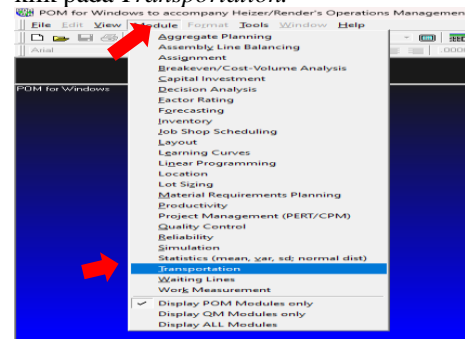 klik pada Transportation.
POM for Windows to accompany Heizer/Render's Operations Management
File Edit View Module Format Tools Window Help
Arial .0000
POM for Windows
Aggregate Planning
Assembly Line Balancing
Assignment
Breakeven/Cost-Volume Analysis
Capital Investment
Decision Analysis
Factor Rating
Forecasting
Inventory
Job Shop Scheduling
Layout
Learning Curves
Linear Programming
Location
Lot Sizing
Material Requirements Planning
Productivity
Project Management (PERT/CPM)
Quality Control
Reliability
Simulation
Statistics (mean, var, sd; normal dist)
Transportation
Waiting Lines
Work Measurement
Display POM Modules only
Display QM Modules only
Display ALL Modules